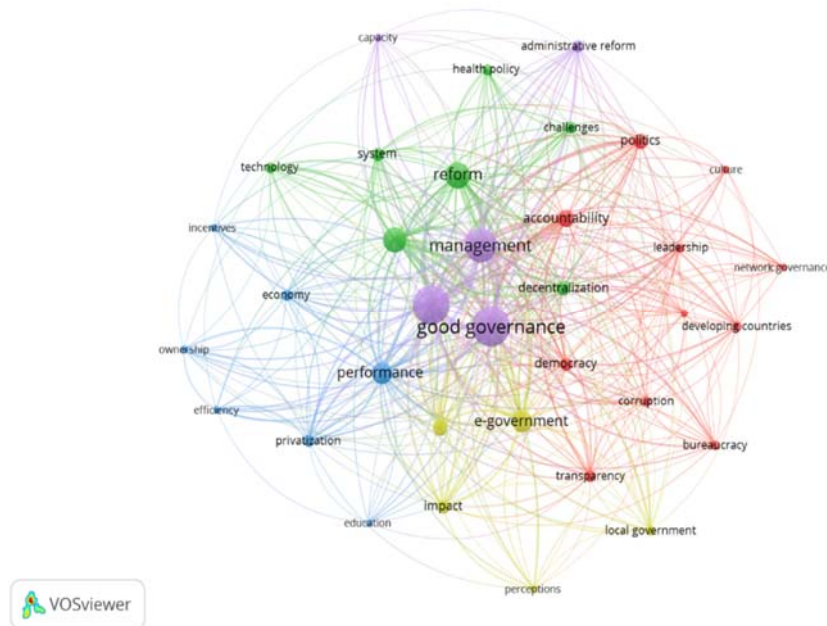 capacity
administrative reform
health policy
challenges
politics
system
technology
culture
reform
accountability
incentives
management
leadership
network governance
decentralization
economy
good governance
developing countries
ownership
democracy
performance
corruption
efficiency
e-government
privatization
bureaucracy
transparency
impact
education
local government
perceptions
VOSviewer